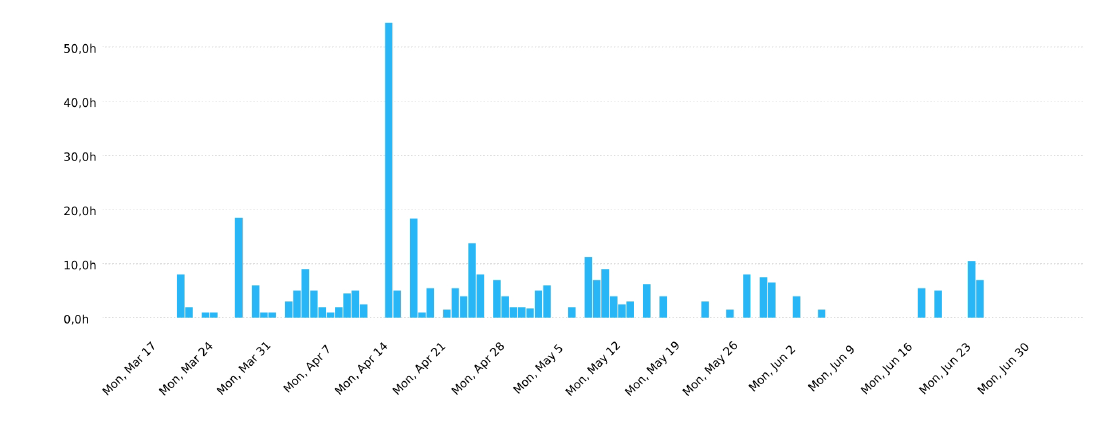 50,0h
40,0h
30,0h
20,0h
10,0h
0,0h
Mon, Mar 17
Mon, Mar 24
Mon, Mar 31
Mon, Apr 7
Mon, Apr 14
Mon, Apr 21
Mon, Apr 28
Mon, May 5
Mon, May 12
Mon, May 19
Mon, May 26
Mon, Jun 2
Mon, Jun 9
Mon, Jun 16
Mon, Jun 23
Mon, Jun 30